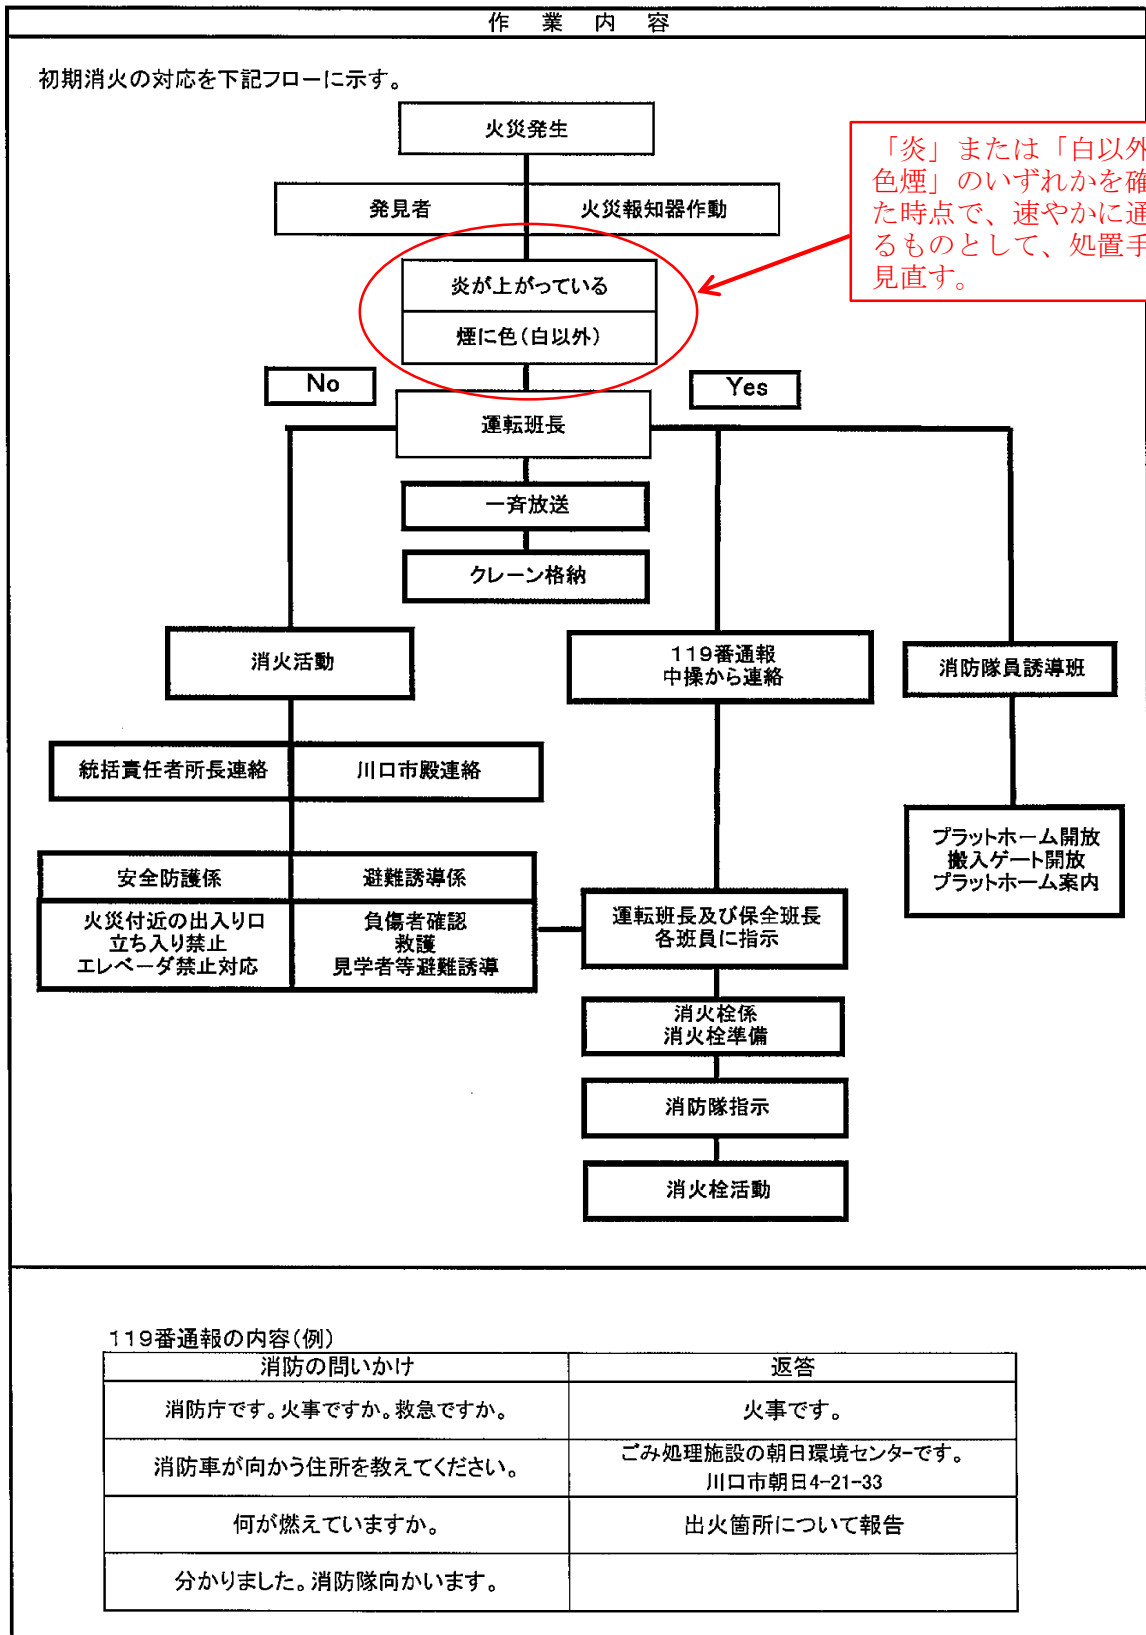 作業内容
初期消火の対応を下記フローに示す。
火災発生
「炎」または「白以外
色煙」のいずれかを確
た時点で、速やかに通
るものとして、処置手
見直す。
発見者
火災報知器作動
炎が上がっている
煙に色(白以外)
No
Yes
運転班長
一斉放送
クレーン格納
消火活動
119番通報
中操から連絡
消防隊員誘導班
統括責任者所長連絡
川口市殿連絡
プラットホーム開放
搬入ゲート開放
プラットホーム案内
安全防護係
避難誘導係
火災付近の出入り口
立ち入り禁止
エレベータ禁止対応
負傷者確認
救護
見学者等避難誘導
運転班長及び保全班長
各班員に指示
消火栓係
消火栓準備
消防隊指示
消火栓活動
119番通報の内容(例)
消防の問いかけ
返答
消防庁です。火事ですか。救急ですか。
火事です。
消防車が向かう住所を教えてください。
ごみ処理施設の朝日環境センターです。
川口市朝日4-21-33
何が燃えていますか。
出火箇所について報告
分かりました。消防隊向かいます。